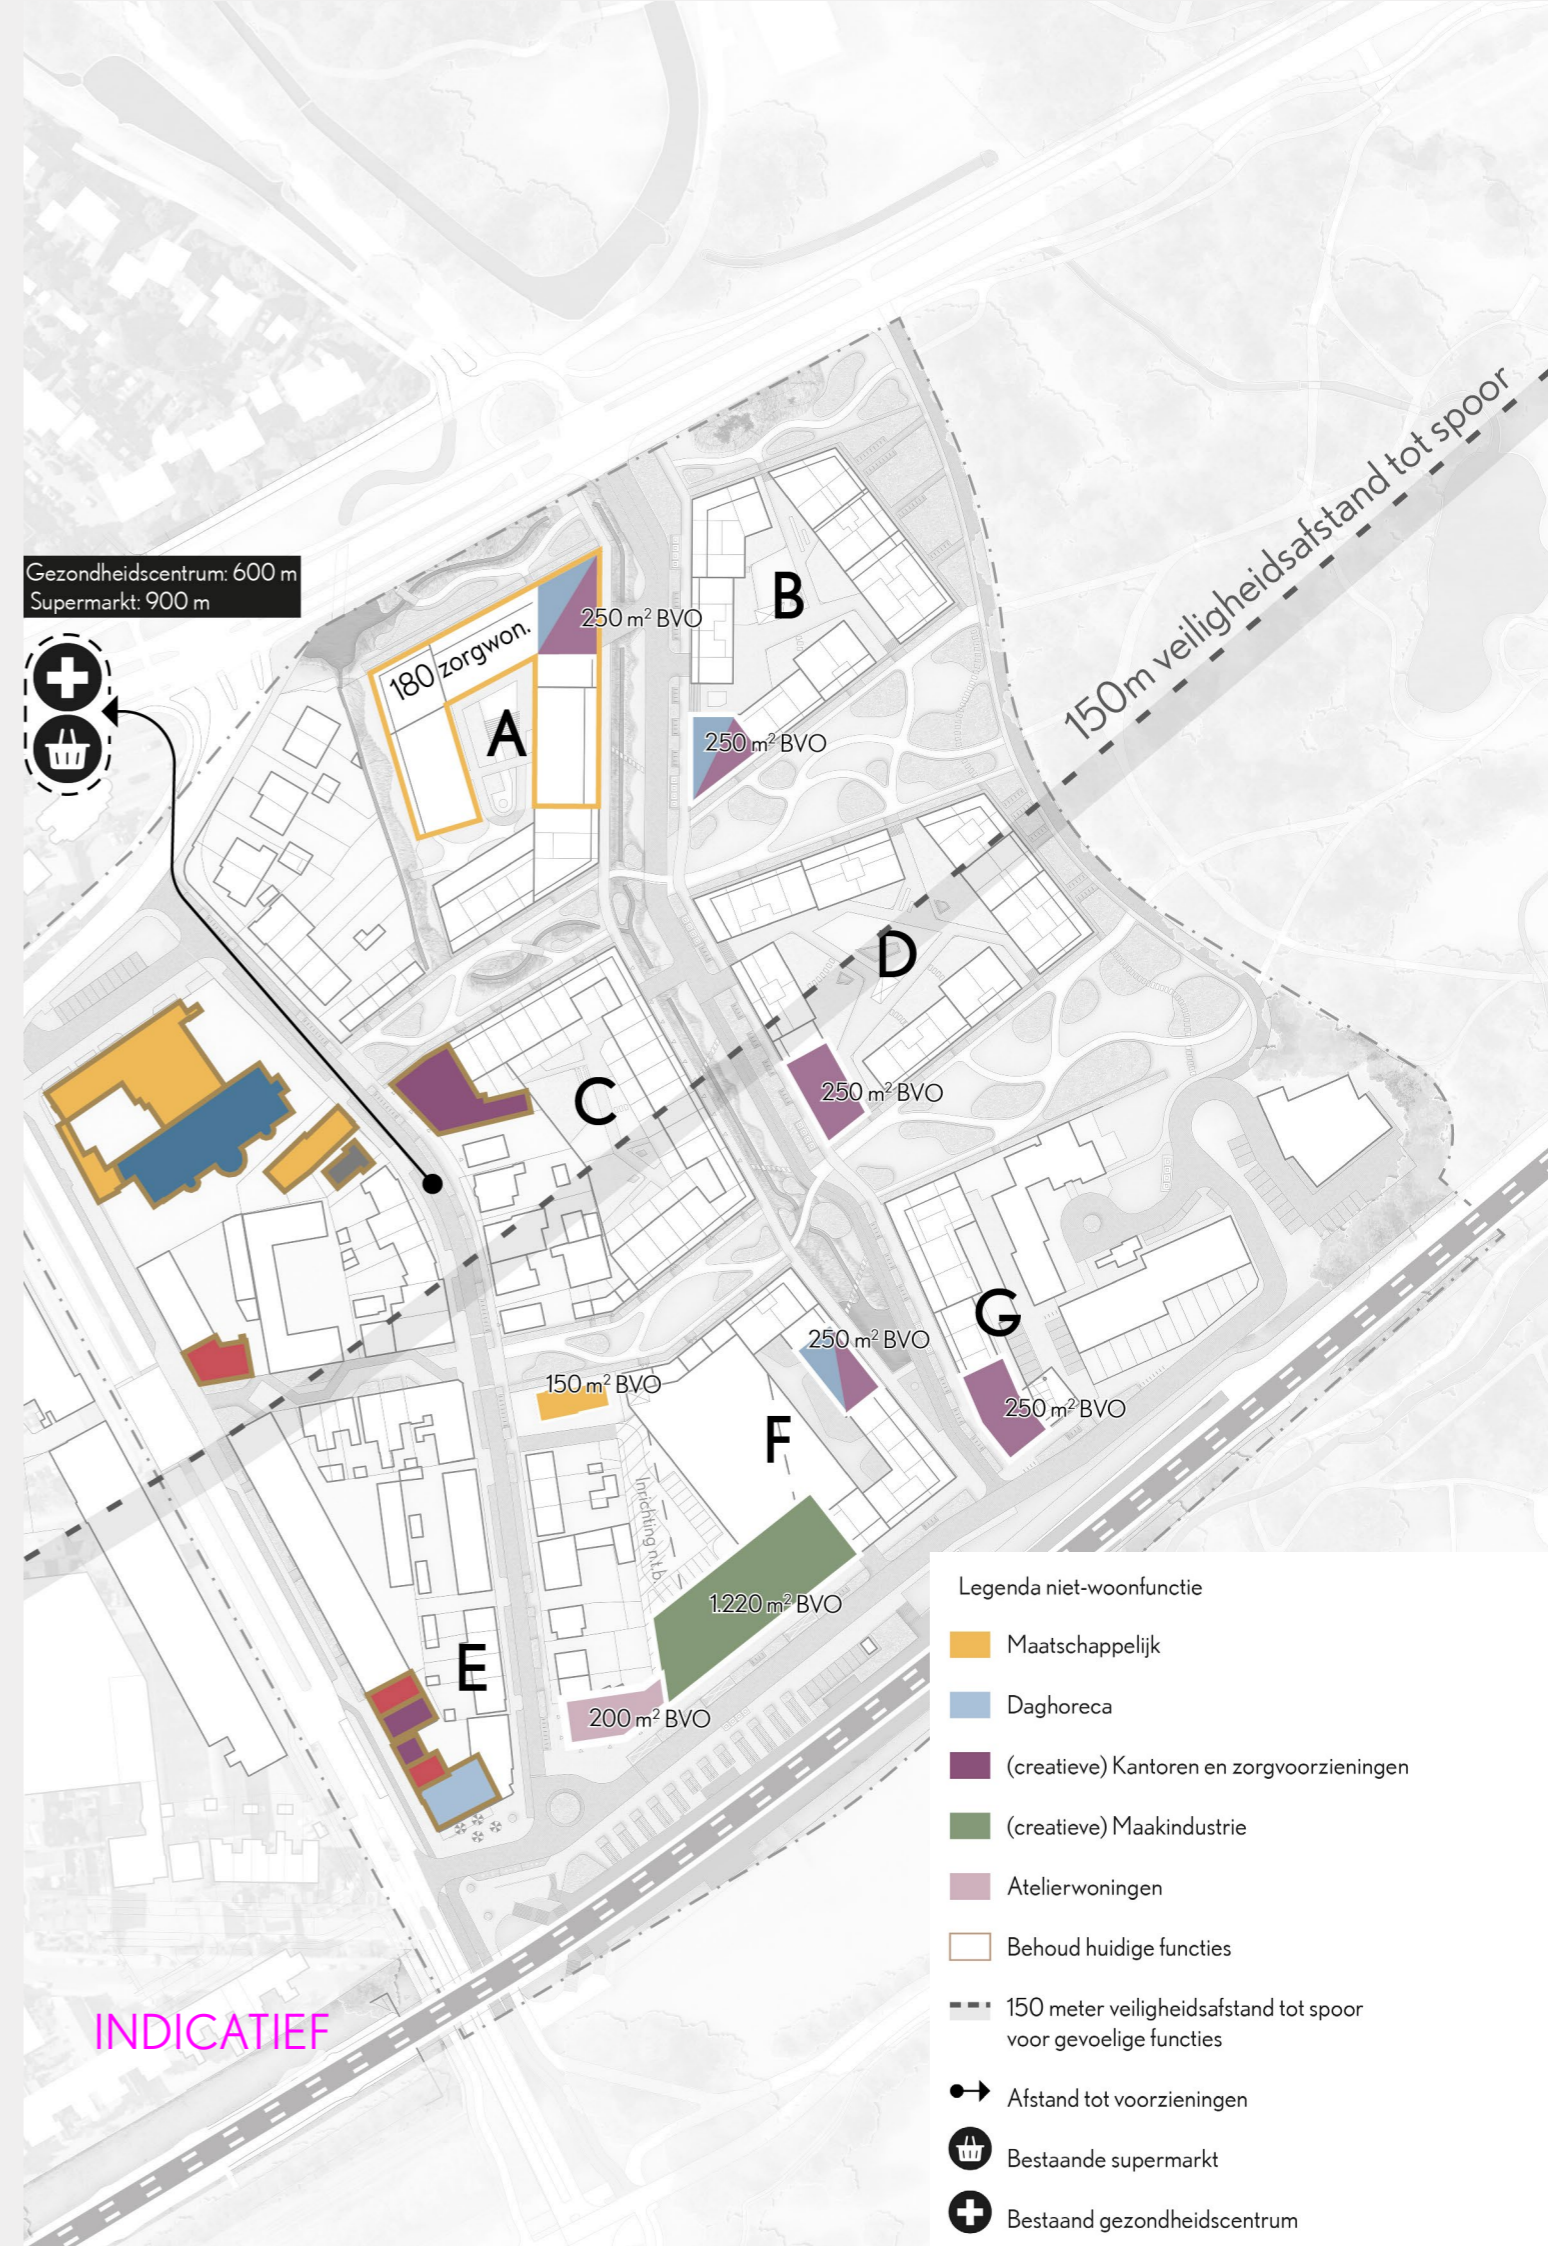 150m veiligheidsafstand tot spoor
Gezondheidscentrum: 600 m
Supermarkt: 900 m
180 zorgwon.
250 m² BVO
A
B
250 m² BVO
D
250 m² BVO
C
G
250 m² BVO
250 m² BVO
150 m² BVO
F
Inrichting n.t.b.
1.220 m² BVO
E
200 m² BVO
INDICATIEF
Legenda niet-woonfunctie
Maatschappelijk
Daghoreca
(creatieve) Kantoren en zorgvoorzieningen
(creatieve) Maakindustrie
Atelierwoningen
Behoud huidige functies
150 meter veiligheidsafstand tot spoor
voor gevoelige functies
Afstand tot voorzieningen
Bestaande supermarkt
Bestaand gezondheidscentrum